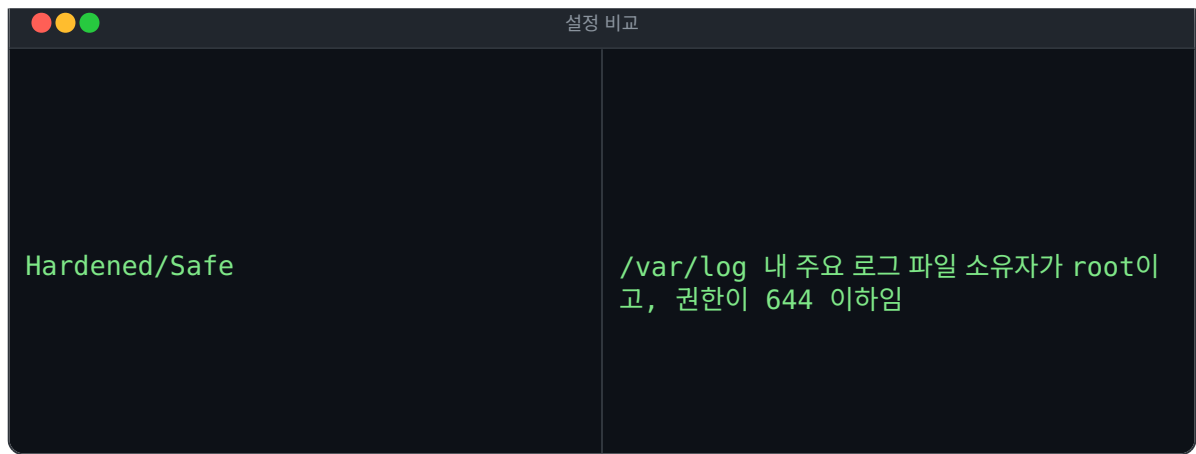 설정 비교
Hardened/Safe
/var/log 내 주요 로그 파일 소유자가 root이
고, 권한이 644 이하임